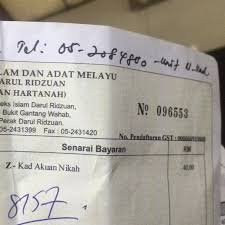 Tel: 05-2084800 - Unit Nikah
LAM DAN ADAT MELAYU
ARUL RIDZUAN
AN HARTANAH)
eks Islam Darul Ridzuan,
Bukit Gantang Wahab,
Perak Darul Ridzuan.
05-2431399 Fax : 05-2431420
Nº 096553
No. Pendaftaran GST :
Senarai Bayaran
RM
Z - Kad Akuan Nikah
40.00
8157